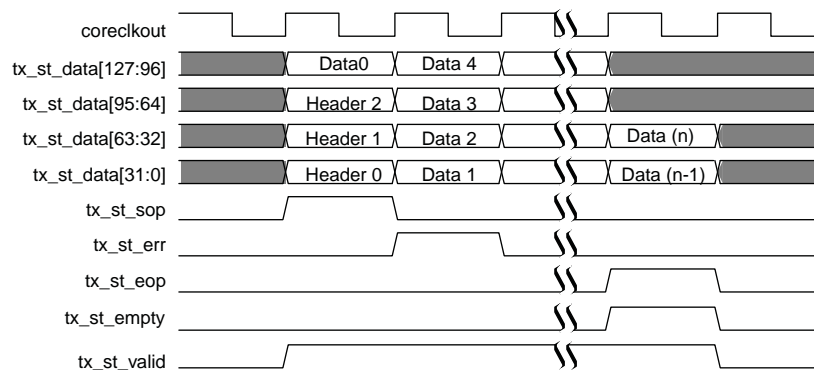 coreclkout
tx_st_data[127:96] Data0 Data 4
tx_st_data[95:64] Header 2 Data 3
tx_st_data[63:32] Header 1 Data 2 Data (n)
tx_st_data[31:0] Header 0 Data 1 Data (n-1)
tx_st_sop
tx_st_err
tx_st_eop
tx_st_empty
tx_st_valid